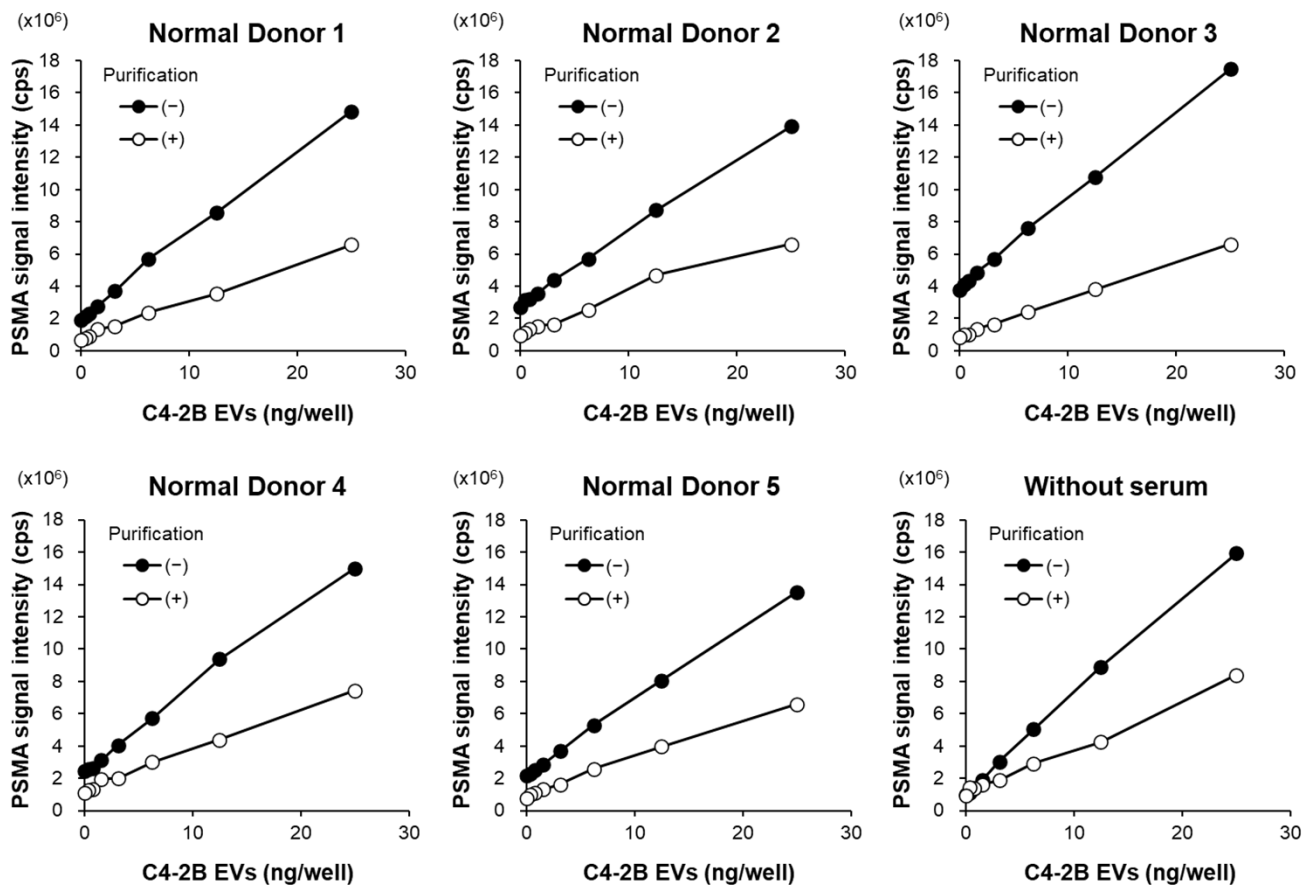 (x10⁶)
Normal Donor 1
PSMA signal intensity (cps)
Purification
(−)
(+)
18
16
14
12
10
8
6
4
2
0
0 10 20 30
C4-2B EVs (ng/well)
(x10⁶)
Normal Donor 2
PSMA signal intensity (cps)
Purification
(−)
(+)
18
16
14
12
10
8
6
4
2
0
0 10 20 30
C4-2B EVs (ng/well)
(x10⁶)
Normal Donor 3
PSMA signal intensity (cps)
Purification
(−)
(+)
18
16
14
12
10
8
6
4
2
0
0 10 20 30
C4-2B EVs (ng/well)
(x10⁶)
Normal Donor 4
PSMA signal intensity (cps)
Purification
(−)
(+)
18
16
14
12
10
8
6
4
2
0
0 10 20 30
C4-2B EVs (ng/well)
(x10⁶)
Normal Donor 5
PSMA signal intensity (cps)
Purification
(−)
(+)
18
16
14
12
10
8
6
4
2
0
0 10 20 30
C4-2B EVs (ng/well)
(x10⁶)
Without serum
PSMA signal intensity (cps)
Purification
(−)
(+)
18
16
14
12
10
8
6
4
2
0
0 10 20 30
C4-2B EVs (ng/well)